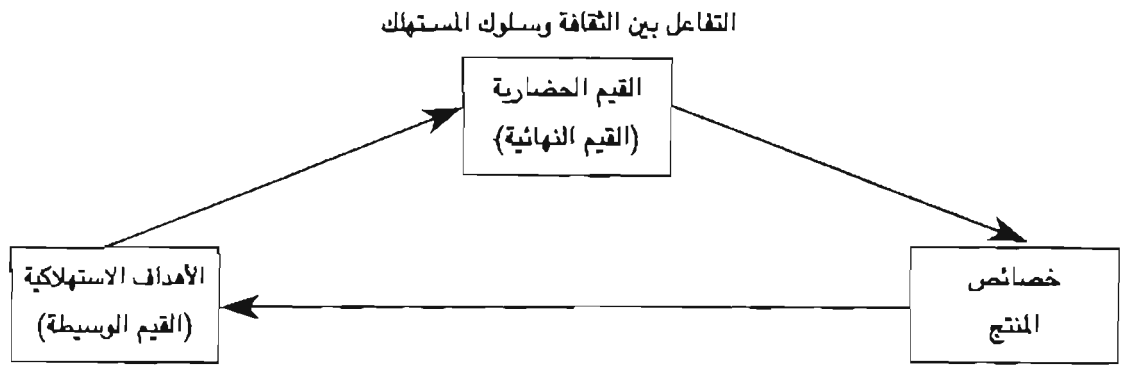 التفاعل بين الثقافة وسلوك المستهلك
القيم الحضارية
(القيم النهائية)
خصائص
المنتج
الأهداف الاستهلاكية
(القيم الوسيطة)